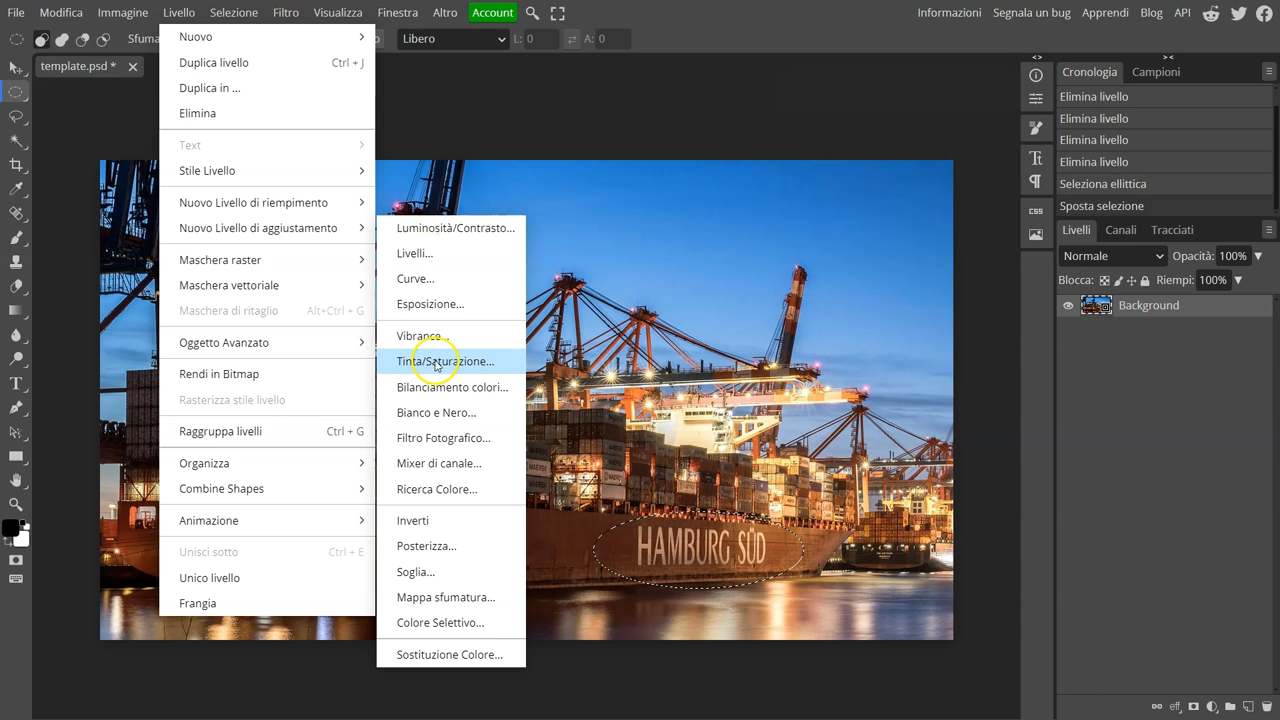 File Modifica Immagine Livello Selezione Filtro Visualizza Finestra Altro Account Informazioni Segnala un bug Apprendi Blog API
Sfuma Libero L: 0 A: 0
template.psd *
Nuovo
Duplica livello Ctrl + J
Duplica in ...
Elimina
Text
Stile Livello
Nuovo Livello di riempimento
Nuovo Livello di aggiustamento
Maschera raster
Maschera vettoriale
Maschera di ritaglio Alt+Ctrl + G
Oggetto Avanzato
Rendi in Bitmap
Rasterizza stile livello
Raggruppa livelli Ctrl + G
Organizza
Combine Shapes
Animazione
Unisci sotto Ctrl + E
Unico livello
Frangia
Luminosità/Contrasto...
Livelli...
Curve...
Esposizione...
Vibrance...
Tinta/Saturazione...
Bilanciamento colori...
Bianco e Nero...
Filtro Fotografico...
Mixer di canale...
Ricerca Colore...
Inverti
Posterizza...
Soglia...
Mappa sfumatura...
Colore Selettivo...
Sostituzione Colore...
HAMBURG SÜD
Cronologia Campioni
Elimina livello
Elimina livello
Elimina livello
Elimina livello
Seleziona ellittica
Sposta selezione
Livelli Canali Tracciati
Normale Opacità: 100%
Blocca: Riempi: 100%
Background
css
eff